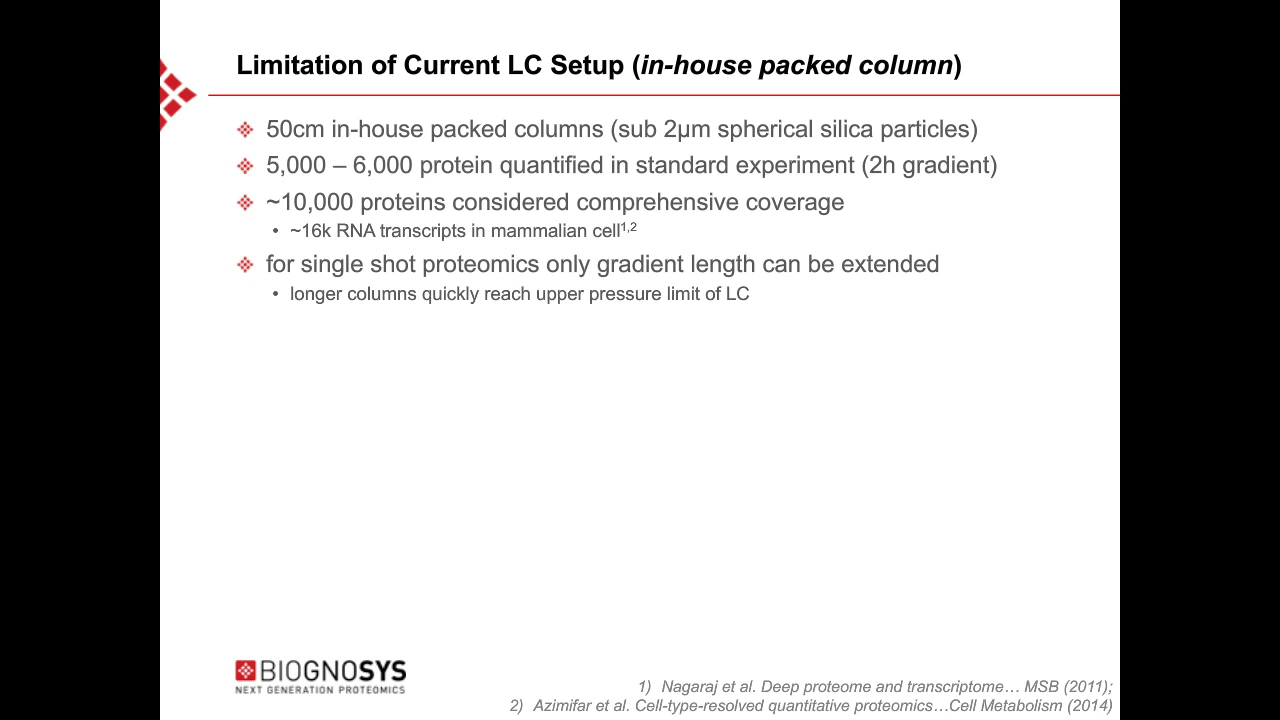 Limitation of Current LC Setup (in-house packed column)
50cm in-house packed columns (sub 2µm spherical silica particles)
5,000 – 6,000 protein quantified in standard experiment (2h gradient)
~10,000 proteins considered comprehensive coverage
• ~16k RNA transcripts in mammalian cell1,2
for single shot proteomics only gradient length can be extended
• longer columns quickly reach upper pressure limit of LC
BIOGNOSYS
NEXT GENERATION PROTEOMICS
1) Nagaraj et al. Deep proteome and transcriptome… MSB (2011);
2) Azimifar et al. Cell-type-resolved quantitative proteomics…Cell Metabolism (2014)